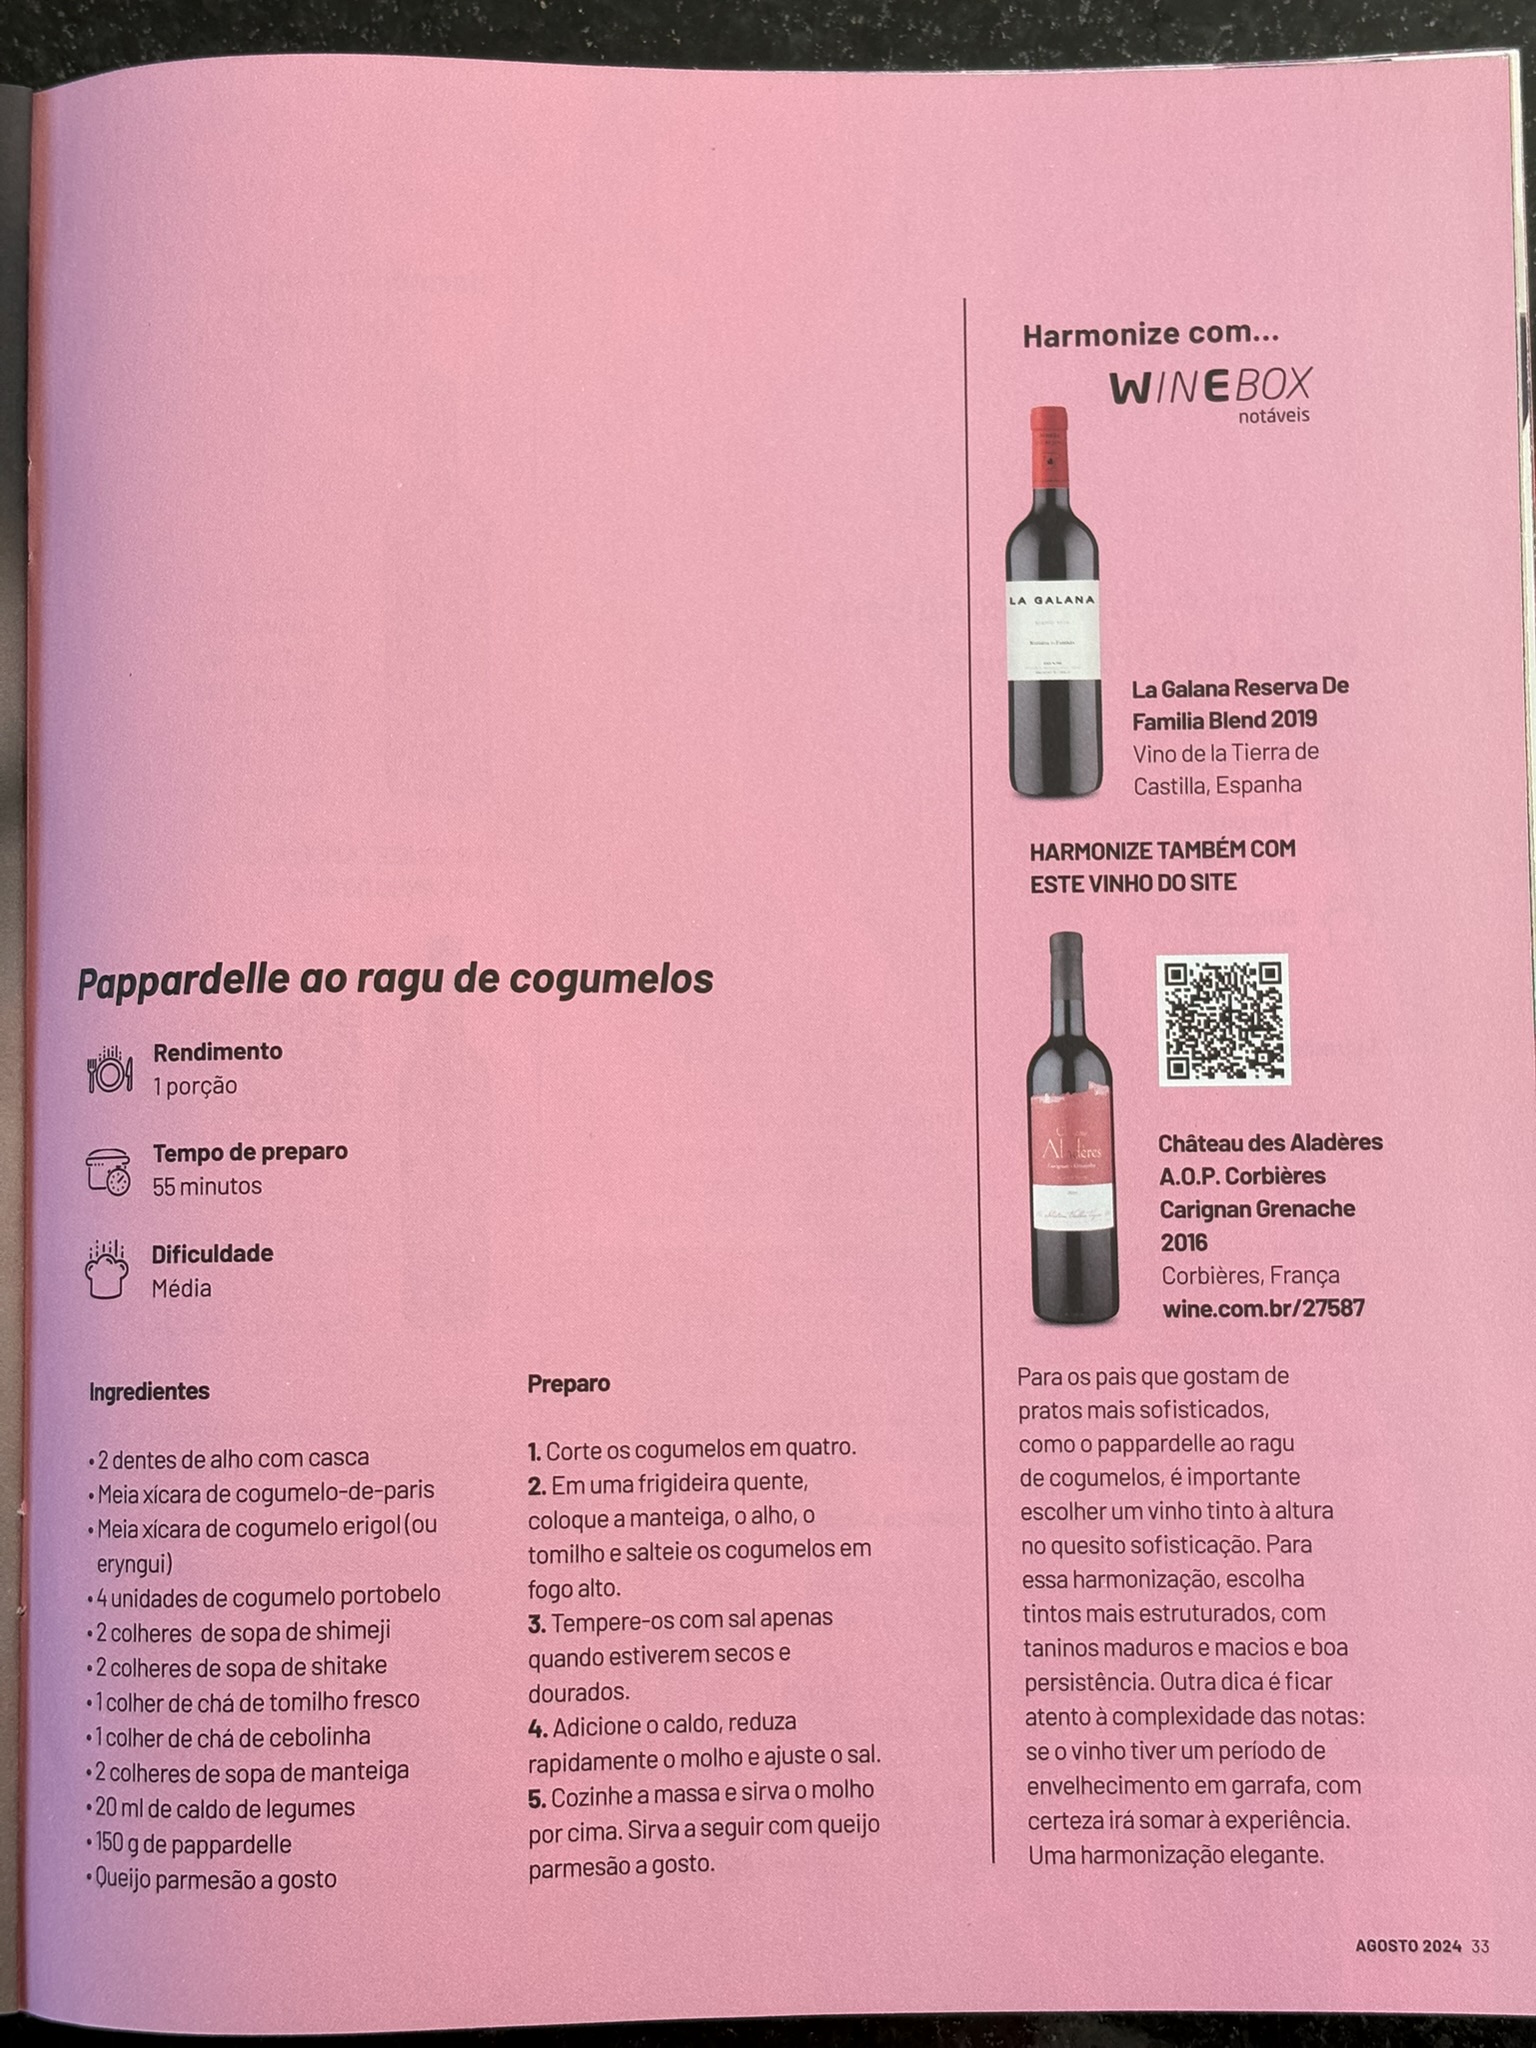 Pappardelle ao ragu de cogumelos
Rendimento
1 porção
Tempo de preparo
55 minutos
Dificuldade
Média
Ingredientes
• 2 dentes de alho com casca
• Meia xícara de cogumelo-de-paris
• Meia xícara de cogumelo erigol (ou
eryngui)
• 4 unidades de cogumelo portobelo
• 2 colheres de sopa de shimeji
• 2 colheres de sopa de shitake
• 1 colher de chá de tomilho fresco
• 1 colher de chá de cebolinha
• 2 colheres de sopa de manteiga
• 20 ml de caldo de legumes
• 150 g de pappardelle
• Queijo parmesão a gosto
Preparo
1. Corte os cogumelos em quatro.
2. Em uma frigideira quente,
coloque a manteiga, o alho, o
tomilho e salteie os cogumelos em
fogo alto.
3. Tempere-os com sal apenas
quando estiverem secos e
dourados.
4. Adicione o caldo, reduza
rapidamente o molho e ajuste o sal.
5. Cozinhe a massa e sirva o molho
por cima. Sirva a seguir com queijo
parmesão a gosto.
Harmonize com...
WINEBOX
notáveis
LA GALANA
La Galana Reserva De
Familia Blend 2019
Vino de la Tierra de
Castilla, Espanha
HARMONIZE TAMBÉM COM
ESTE VINHO DO SITE
Aladères
Château des Aladères
A.O.P. Corbières
Carignan Grenache
2016
Corbières, França
wine.com.br/27587
Para os pais que gostam de
pratos mais sofisticados,
como o pappardelle ao ragu
de cogumelos, é importante
escolher um vinho tinto à altura
no quesito sofisticação. Para
essa harmonização, escolha
tintos mais estruturados, com
taninos maduros e macios e boa
persistência. Outra dica é ficar
atento à complexidade das notas:
se o vinho tiver um período de
envelhecimento em garrafa, com
certeza irá somar à experiência.
Uma harmonização elegante.
AGOSTO 2024 33